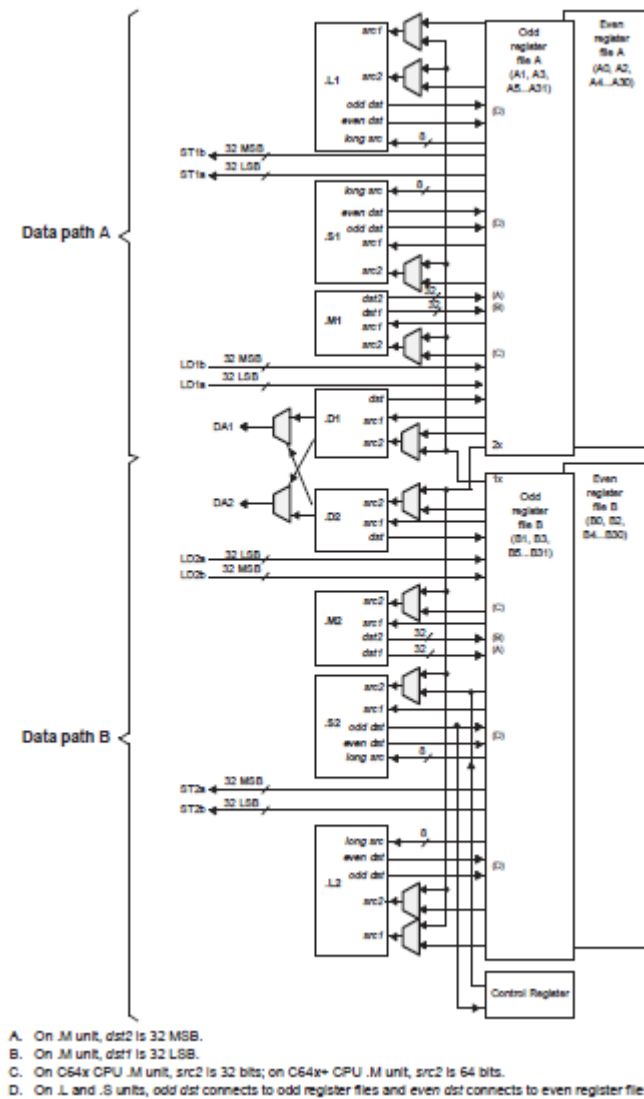 Odd
register
file A
(A1, A3,
A5...A31)
Even
register
file A
(A0, A2,
A4...A30)
src1
.L1
src2
odd dst
(D)
even dst
long src
8
ST1b
32 MSB
ST1a
32 LSB
long src
8
even dst
odd dst
(D)
.S1
src1
src2
Data path A
dst2
32
(A)
dst1
32
(B)
.M1
src1
src2
(C)
LD1b
32 MSB
LD1a
32 LSB
dst
.D1
src1
src2
DA1
2x
1x
DA2
.D2
src2
src1
dst
Odd
register
file B
(B1, B3,
B5...B31)
Even
register
file B
(B0, B2,
B4...B30)
LD2a
32 LSB
LD2b
32 MSB
src2
(C)
.M2
src1
dst2
32
(B)
dst1
32
(A)
src2
src1
.S2
odd dst
(D)
even dst
long src
8
Data path B
ST2a
32 MSB
ST2b
32 LSB
long src
8
even dst
(D)
odd dst
.L2
src2
src1
Control Register
A. On .M unit, dst2 is 32 MSB.
B. On .M unit, dst1 is 32 LSB.
C. On C64x CPU .M unit, src2 is 32 bits; on C64x+ CPU .M unit, src2 is 64 bits.
D. On .L and .S units, odd dst connects to odd register files and even dst connects to even register file